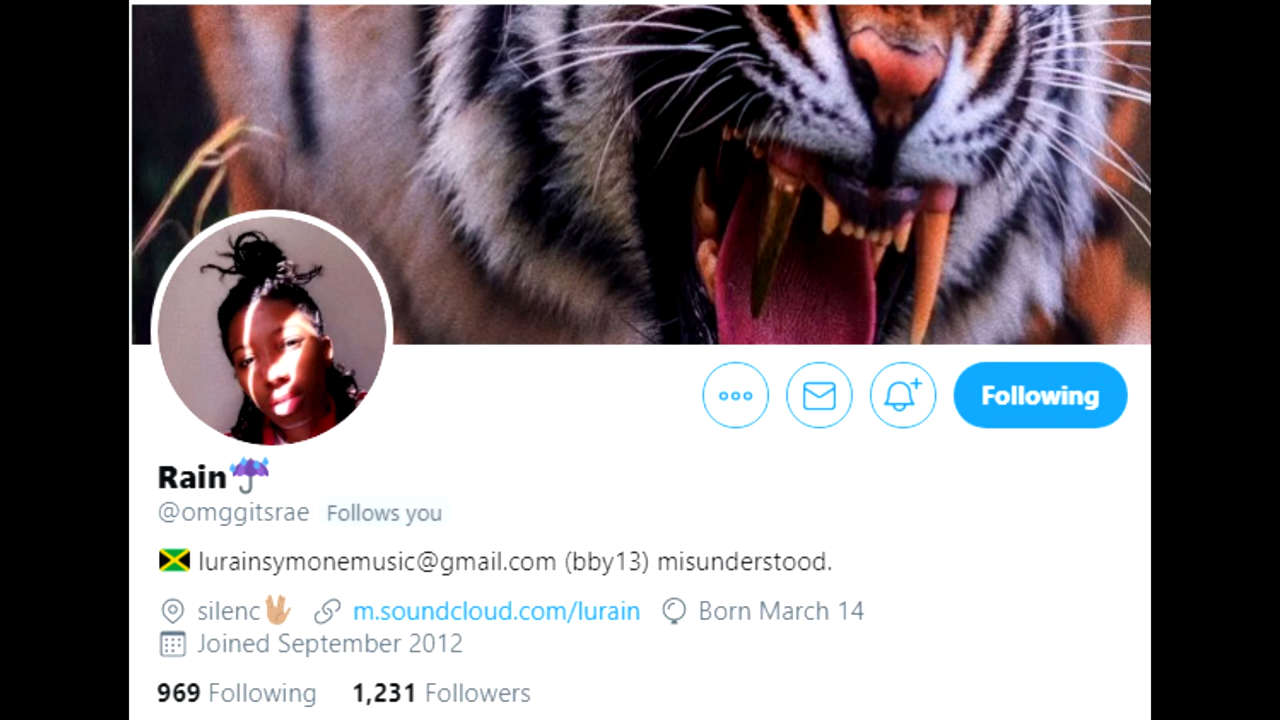 Following
Rain☔
@omggitsrae Follows you
🇯🇲 lurainsymonemusic@gmail.com (bby13) misunderstood.
silenc🖖🏼 m.soundcloud.com/lurain Born March 14
Joined September 2012
969 Following 1,231 Followers